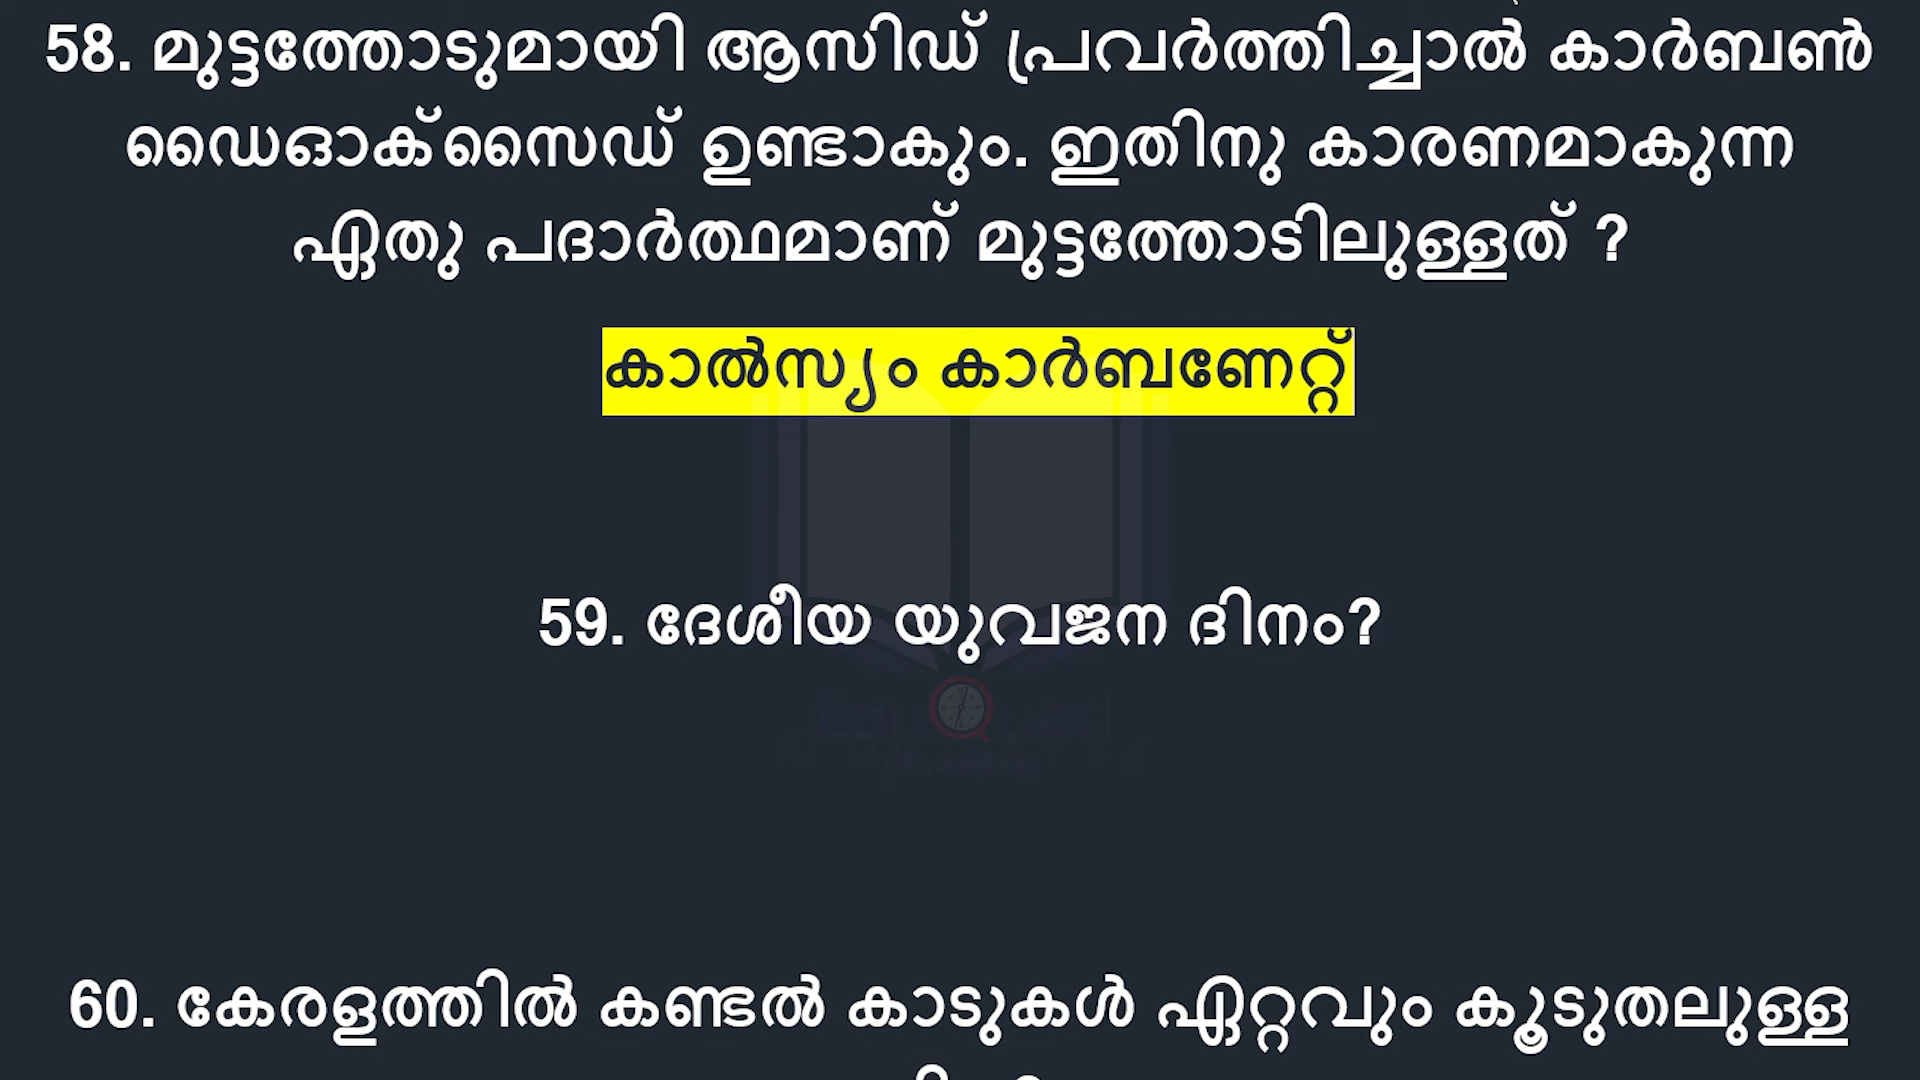 58. മുട്ടത്തോടുമായി ആസിഡ് പ്രവർത്തിച്ചാൽ കാർബൺ
ഡൈഓക്സൈഡ് ഉണ്ടാകും. ഇതിനു കാരണമാകുന്ന
ഏതു പദാർത്ഥമാണ് മുട്ടത്തോടിലുള്ളത് ?
കാൽസ്യം കാർബണേറ്റ്
59. ദേശീയ യുവജന ദിനം?
60. കേരളത്തിൽ കണ്ടൽ കാടുകൾ ഏറ്റവും കൂടുതലുള്ള